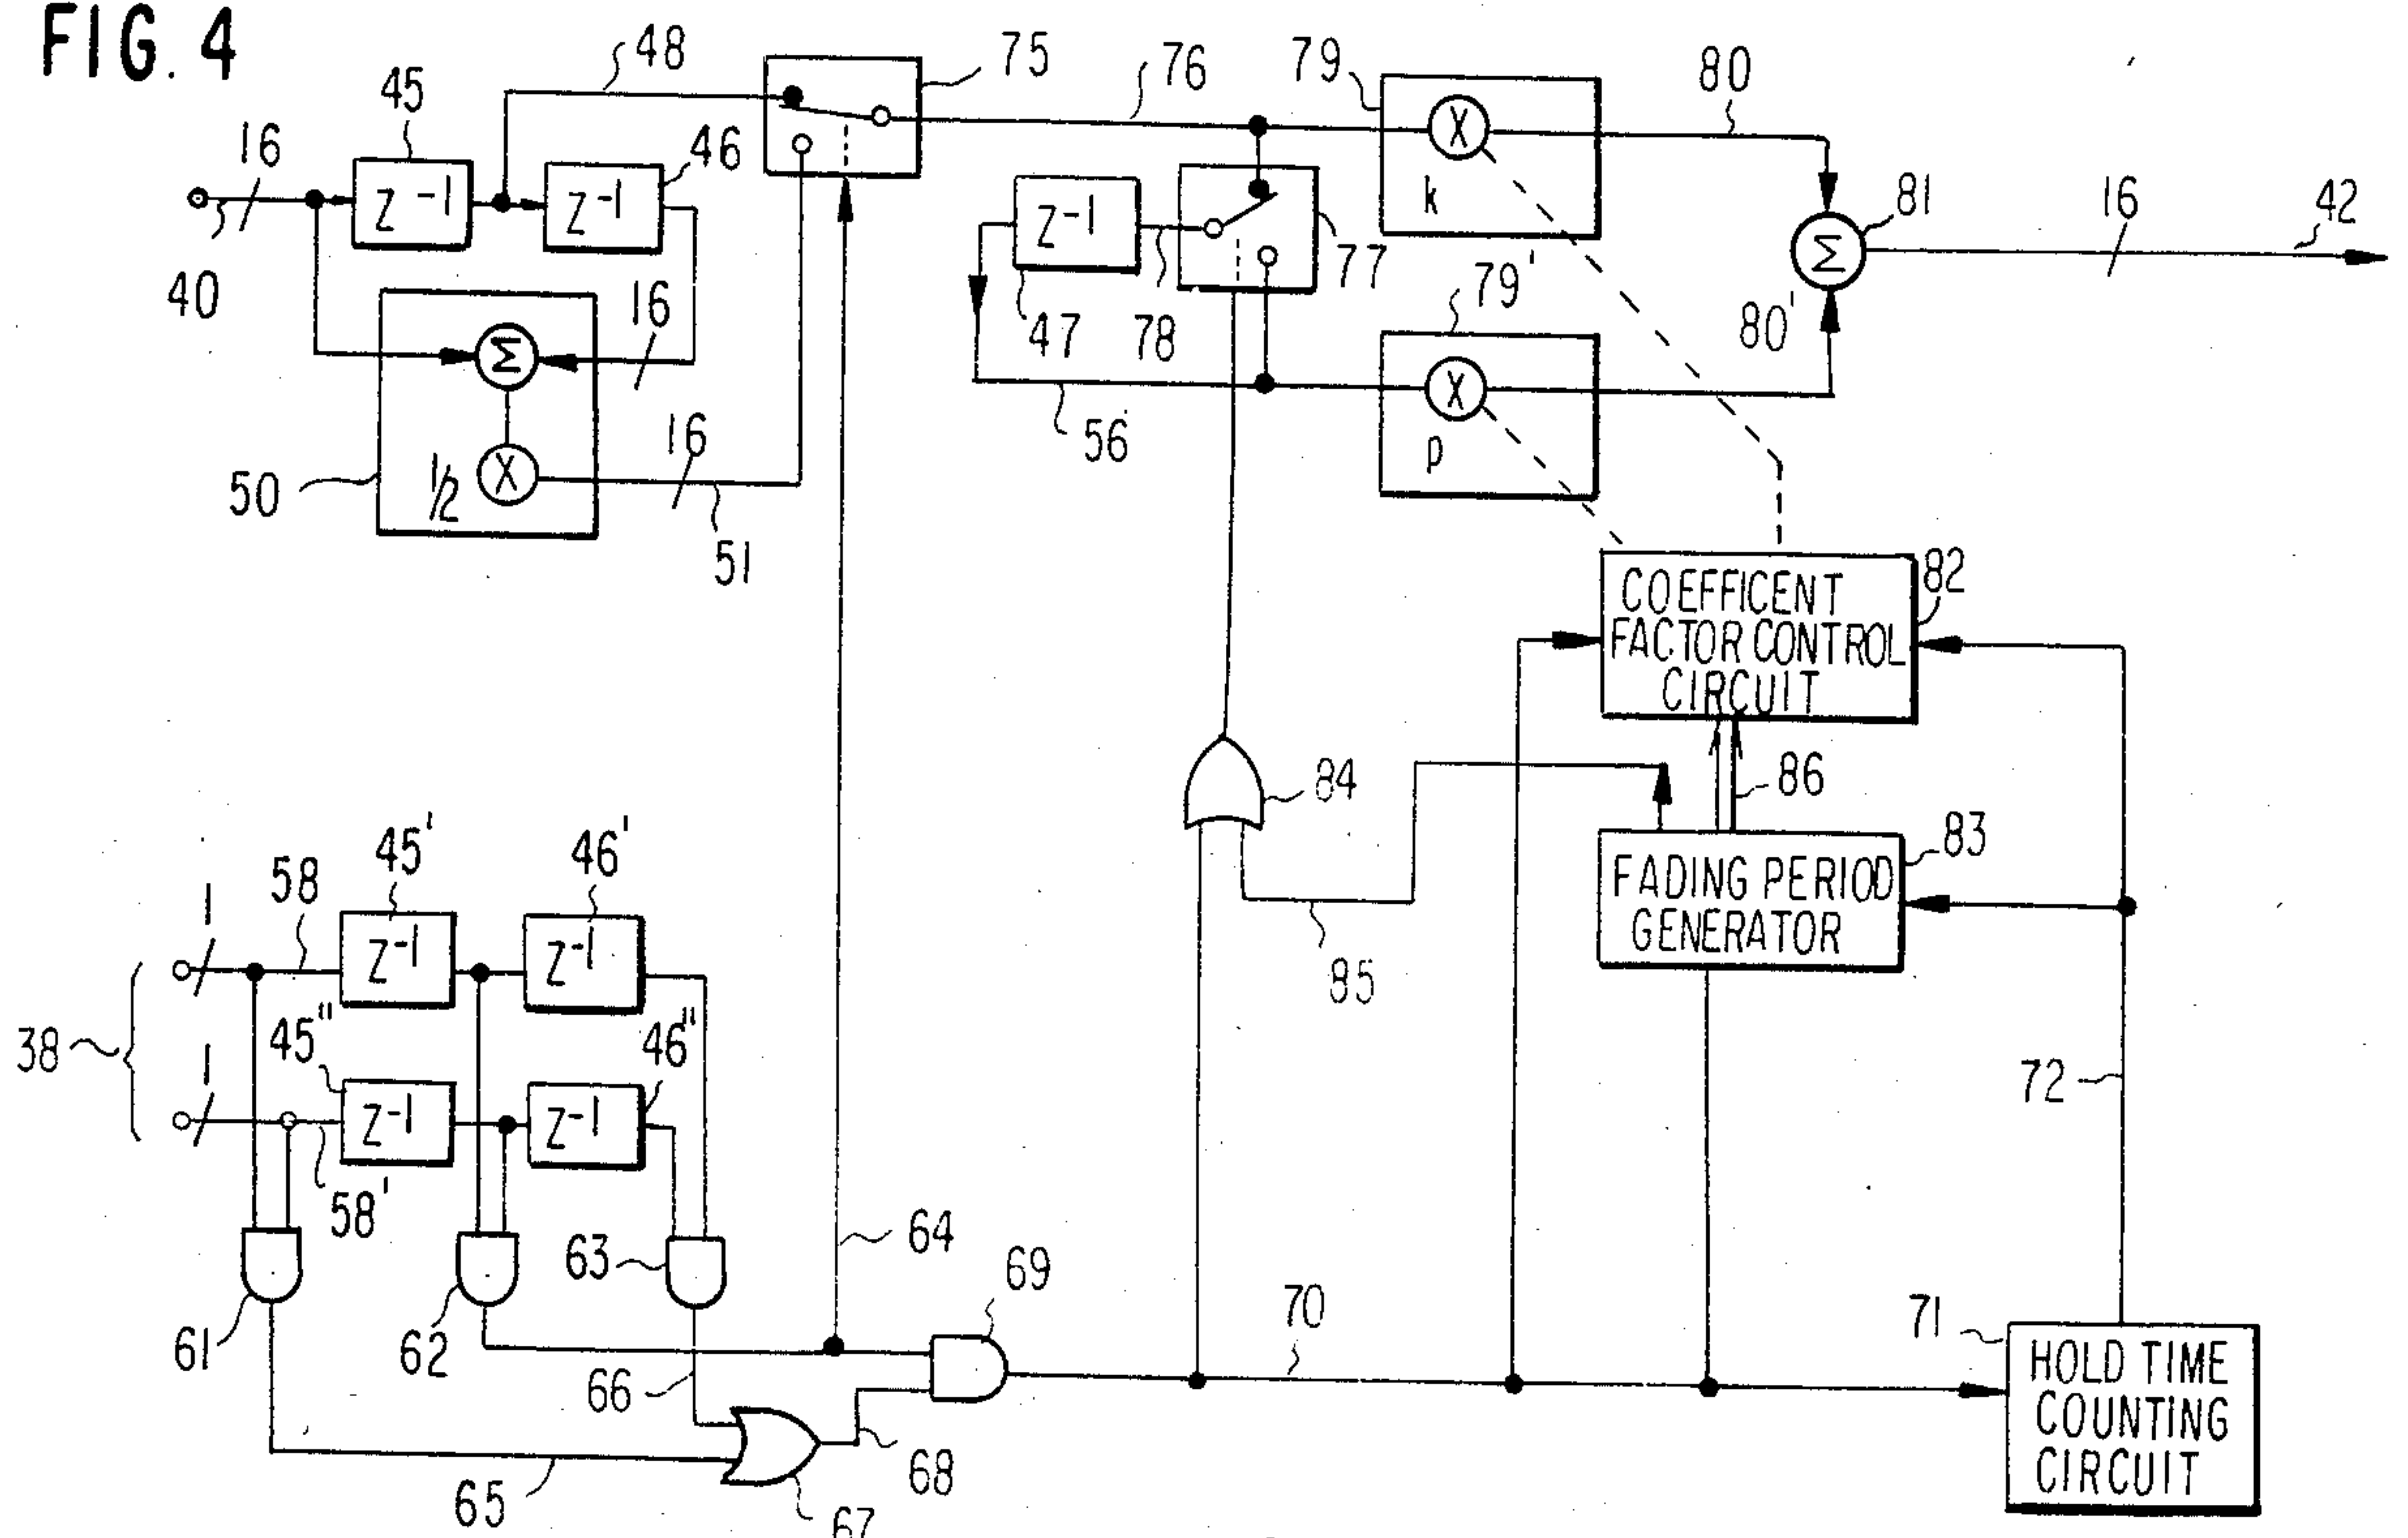 FIG. 4
48
75
76
79
80
45
16
46
Z⁻¹
Z⁻¹
X
k
16
81
42
40
Z⁻¹
77
79'
Σ
Σ
16
47
78
80'
X
p
56
50
1/2
X
16
51
COEFFICENT
FACTOR CONTROL
CIRCUIT
82
84
86
45'
46'
58
1
Z⁻¹
Z⁻¹
85
FADING PERIOD
GENERATOR
83
38
1
45"
46"
Z⁻¹
Z⁻¹
58'
72
64
63
61
62
69
70
71
66
HOLD TIME
COUNTING
CIRCUIT
68
65
67